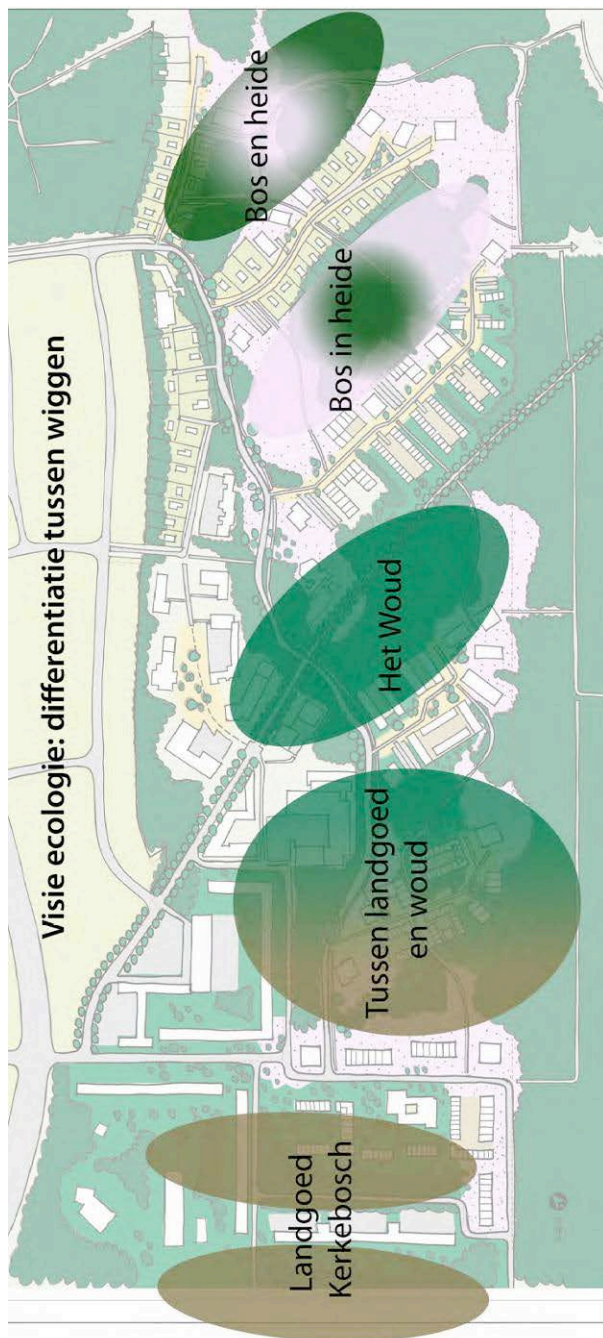 Visie ecologie: differentiatie tussen wiggen
Landgoed
Kerkebosch
Tussen landgoed
en woud
Het Woud
Bos in heide
Bos en heide